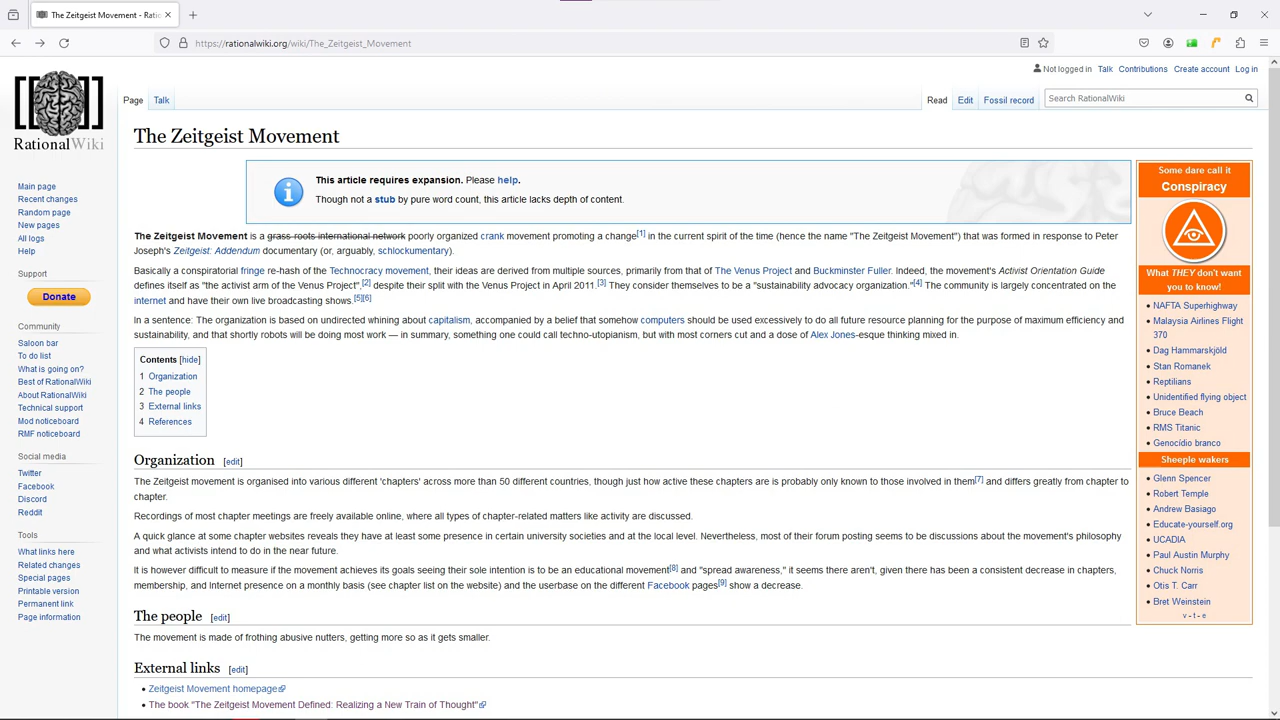 The Zeitgeist Movement - Ratio
https://rationalwiki.org/wiki/The_Zeitgeist_Movement
Not logged in Talk Contributions Create account Log in
Page Talk
Read Edit Fossil record
Search RationalWiki
RationalWiki
Main page
Recent changes
Random page
New pages
All logs
Help
Support
Donate
Community
Saloon bar
To do list
What is going on?
Best of RationalWiki
About RationalWiki
Technical support
Mod noticeboard
RMF noticeboard
Social media
Twitter
Facebook
Discord
Reddit
Tools
What links here
Related changes
Special pages
Printable version
Permanent link
Page information
The Zeitgeist Movement
This article requires expansion. Please help.
Though not a stub by pure word count, this article lacks depth of content.
The Zeitgeist Movement is a grass-roots international network poorly organized crank movement promoting a change[1] in the current spirit of the time (hence the name "The Zeitgeist Movement") that was formed in response to Peter
Joseph's Zeitgeist: Addendum documentary (or, arguably, schlockumentary).
Basically a conspiratorial fringe re-hash of the Technocracy movement, their ideas are derived from multiple sources, primarily from that of The Venus Project and Buckminster Fuller. Indeed, the movement's Activist Orientation Guide
defines itself as "the activist arm of the Venus Project",[2] despite their split with the Venus Project in April 2011.[3] They consider themselves to be a "sustainability advocacy organization."[4] The community is largely concentrated on the
internet and have their own live broadcasting shows.[5][6]
In a sentence: The organization is based on undirected whining about capitalism, anchored by a belief that somehow computers should be used excessively to do all future resource planning for the purpose of maximum efficiency and
sustainability, and that shortly robots will be doing most work — in summary, something one could call techno-utopianism, but with most corners cut and a dose of Alex Jones-esque thinking mixed in.
Contents [hide]
1 Organization
2 The people
3 External links
4 References
Organization [edit]
The Zeitgeist movement is organised into various different 'chapters' across more than 50 different countries, though just how active these chapters are is probably only known to those involved in them[7] and differs greatly from chapter to
chapter.
Recordings of most chapter meetings are freely available online, where all types of chapter-related matters like activity are discussed.
A quick glance at some chapter websites reveals they have at least some presence in certain university societies and at the local level. Nevertheless, most of their forum posting seems to be discussions about the movement's philosophy
and what activists intend to do in the near future.
It is however difficult to measure if the movement achieves its goals seeing their sole intention is to be an educational movement[8] and "spread awareness," it seems there aren't, given there has been a consistent decrease in chapters,
membership, and Internet presence on a monthly basis (see chapter list on the website) and the userbase on the different Facebook pages[9] show a decrease.
The people [edit]
The movement is made of frothing abusive nutters, getting more so as it gets smaller.
External links [edit]
Zeitgeist Movement homepage
The book "The Zeitgeist Movement Defined: Realizing a New Train of Thought"
Some dare call it
Conspiracy
What THEY don't want
you to know!
NAFTA Superhighway
Malaysia Airlines Flight
370
Dag Hammarskjöld
Stan Romanek
Reptilians
Unidentified flying object
Bruce Beach
RMS Titanic
Genocídio branco
Sheeple wakers
Glenn Spencer
Robert Temple
Andrew Basiago
Educate-yourself.org
UCADIA
Paul Austin Murphy
Chuck Norris
Otis T. Carr
Bret Weinstein
v - t - e